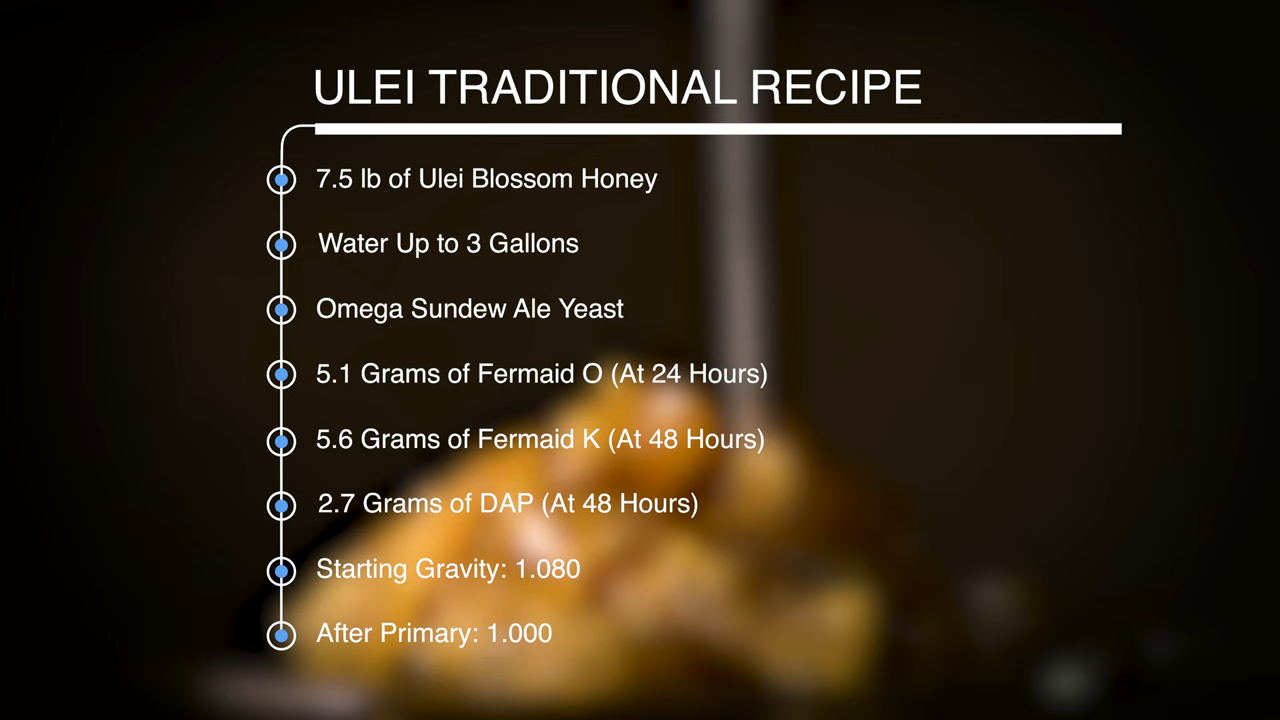 ULEI TRADITIONAL RECIPE
7.5 lb of Ulei Blossom Honey
Water Up to 3 Gallons
Omega Sundew Ale Yeast
5.1 Grams of Fermaid O (At 24 Hours)
5.6 Grams of Fermaid K (At 48 Hours)
2.7 Grams of DAP (At 48 Hours)
Starting Gravity: 1.080
After Primary: 1.000